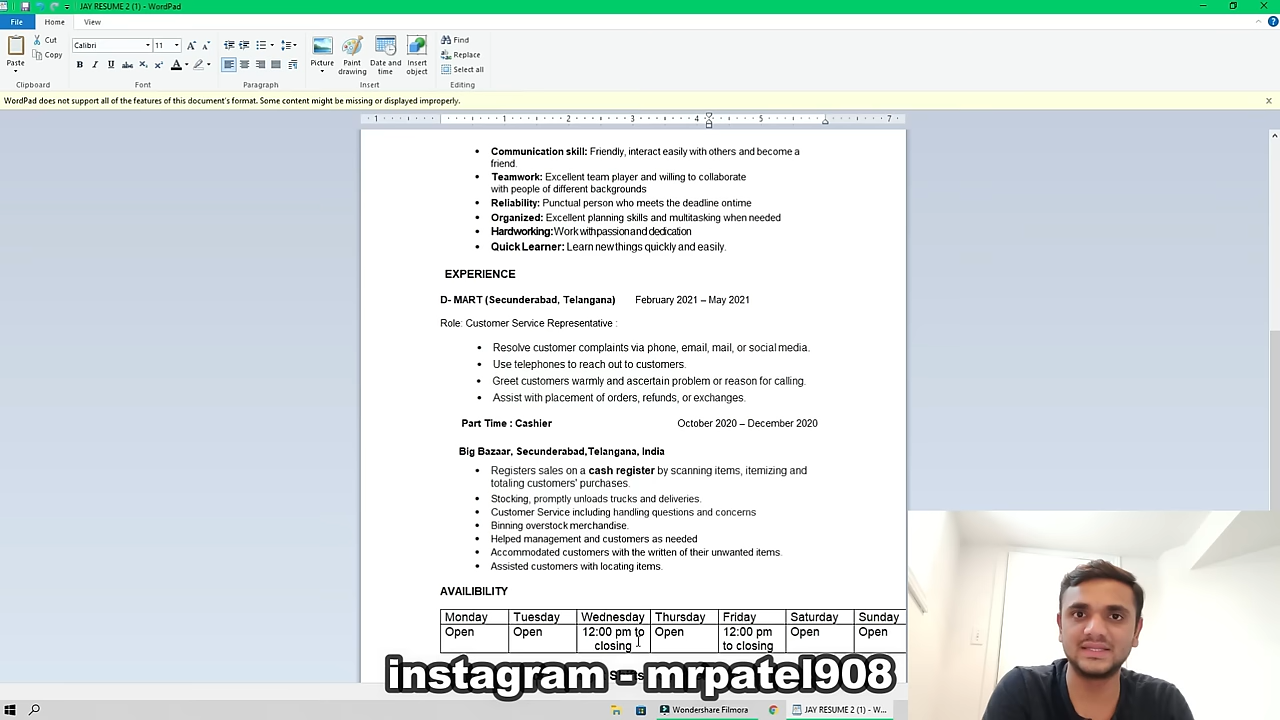 JAY RESUME 2 (1) - WordPad
File Home View
Paste
Cut
Copy
Clipboard
Calibri 11
B I U abc X₂ X² A
Font
Paragraph
Picture
Paint drawing
Date and time
Insert object
Insert
Find
Replace
Select all
Editing
WordPad does not support all of the features of this document's format. Some content might be missing or displayed improperly.
1 1 2 3 4 5 7
• Communication skill: Friendly, interact easily with others and become a
friend.
• Teamwork: Excellent team player and willing to collaborate
with people of different backgrounds
• Reliability: Punctual person who meets the deadline ontime
• Organized: Excellent planning skills and multitasking when needed
• Hardworking: Work with passion and dedication
• Quick Learner: Learn new things quickly and easily.
EXPERIENCE
D- MART (Secunderabad, Telangana) February 2021 – May 2021
Role: Customer Service Representative :
• Resolve customer complaints via phone, email, mail, or social media.
• Use telephones to reach out to customers.
• Greet customers warmly and ascertain problem or reason for calling.
• Assist with placement of orders, refunds, or exchanges.
Part Time : Cashier October 2020 – December 2020
Big Bazaar, Secunderabad, Telangana, India
• Registers sales on a cash register by scanning items, itemizing and
totaling customers' purchases.
• Stocking, promptly unloads trucks and deliveries.
• Customer Service including handling questions and concerns
• Binning overstock merchandise.
• Helped management and customers as needed
• Accommodated customers with the written of their unwanted items.
• Assisted customers with locating items.
AVAILIBILITY
Monday Tuesday Wednesday Thursday Friday Saturday Sunday
Open Open 12:00 pm to Open 12:00 pm Open Open
closing to closing
instagram - mrpatel908
Wondershare Filmora
JAY RESUME 2 (1) - W...